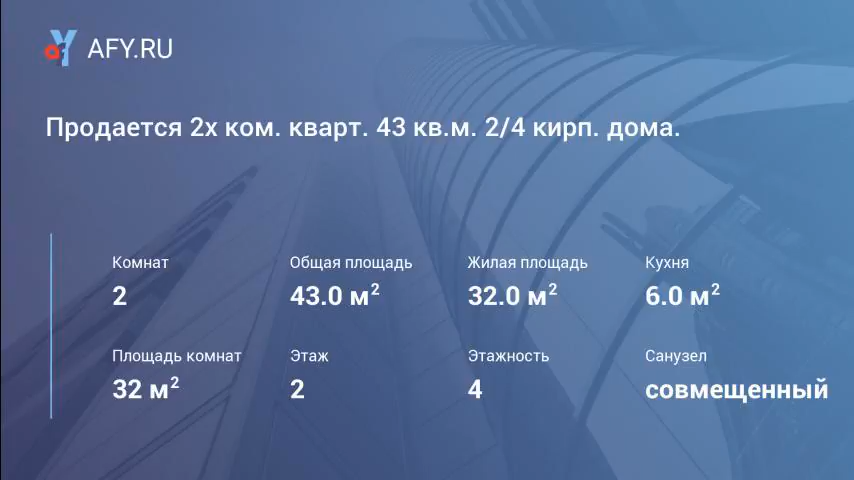 AFY.RU
Продается 2х ком. кварт. 43 кв.м. 2/4 кирп. дома.
Комнат Общая площадь Жилая площадь Кухня
2 43.0 м² 32.0 м² 6.0 м²
Площадь комнат Этаж Этажность Санузел
32 м² 2 4 совмещенный